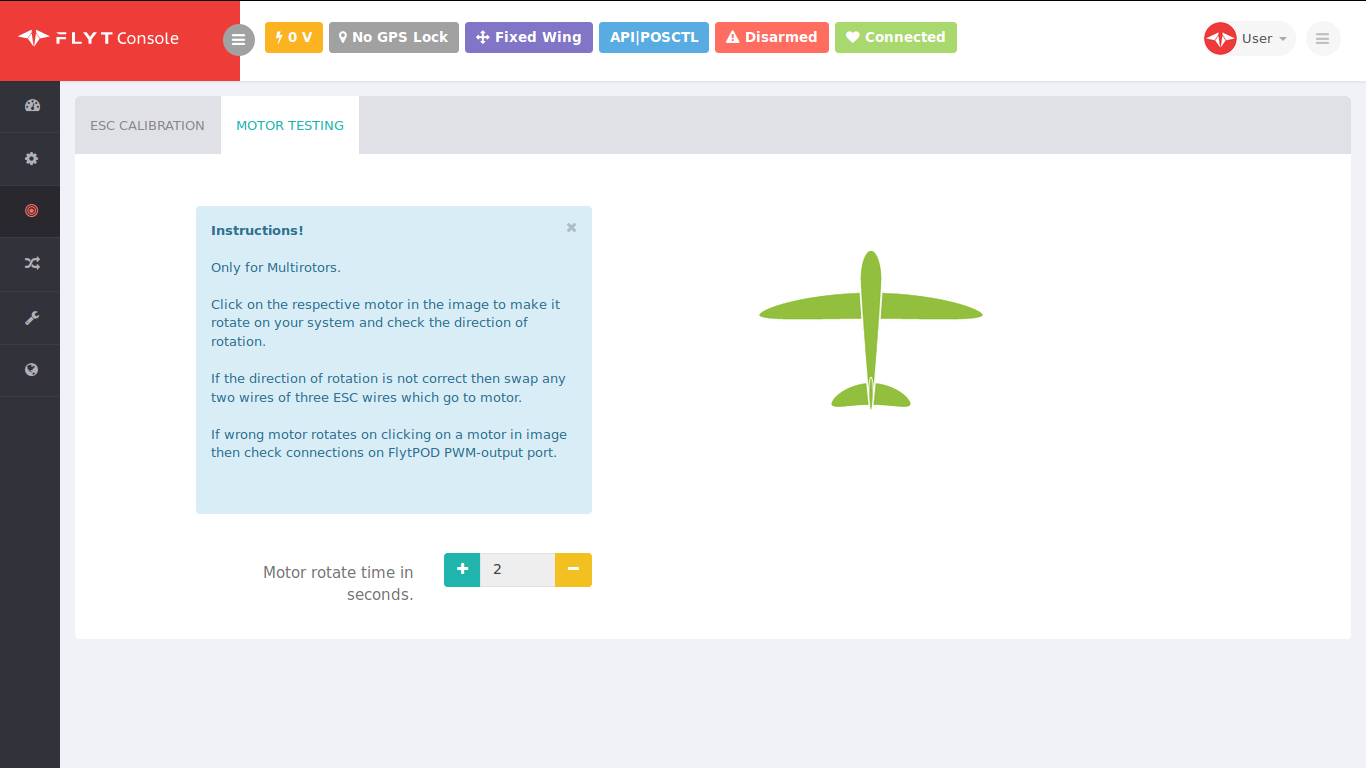 FLYT Console
0 V
No GPS Lock
Fixed Wing
API|POSCTL
Disarmed
Connected
User
ESC CALIBRATION
MOTOR TESTING
Instructions!
Only for Multirotors.
Click on the respective motor in the image to make it
rotate on your system and check the direction of
rotation.
If the direction of rotation is not correct then swap any
two wires of three ESC wires which go to motor.
If wrong motor rotates on clicking on a motor in image
then check connections on FlytPOD PWM-output port.
Motor rotate time in
seconds.
2